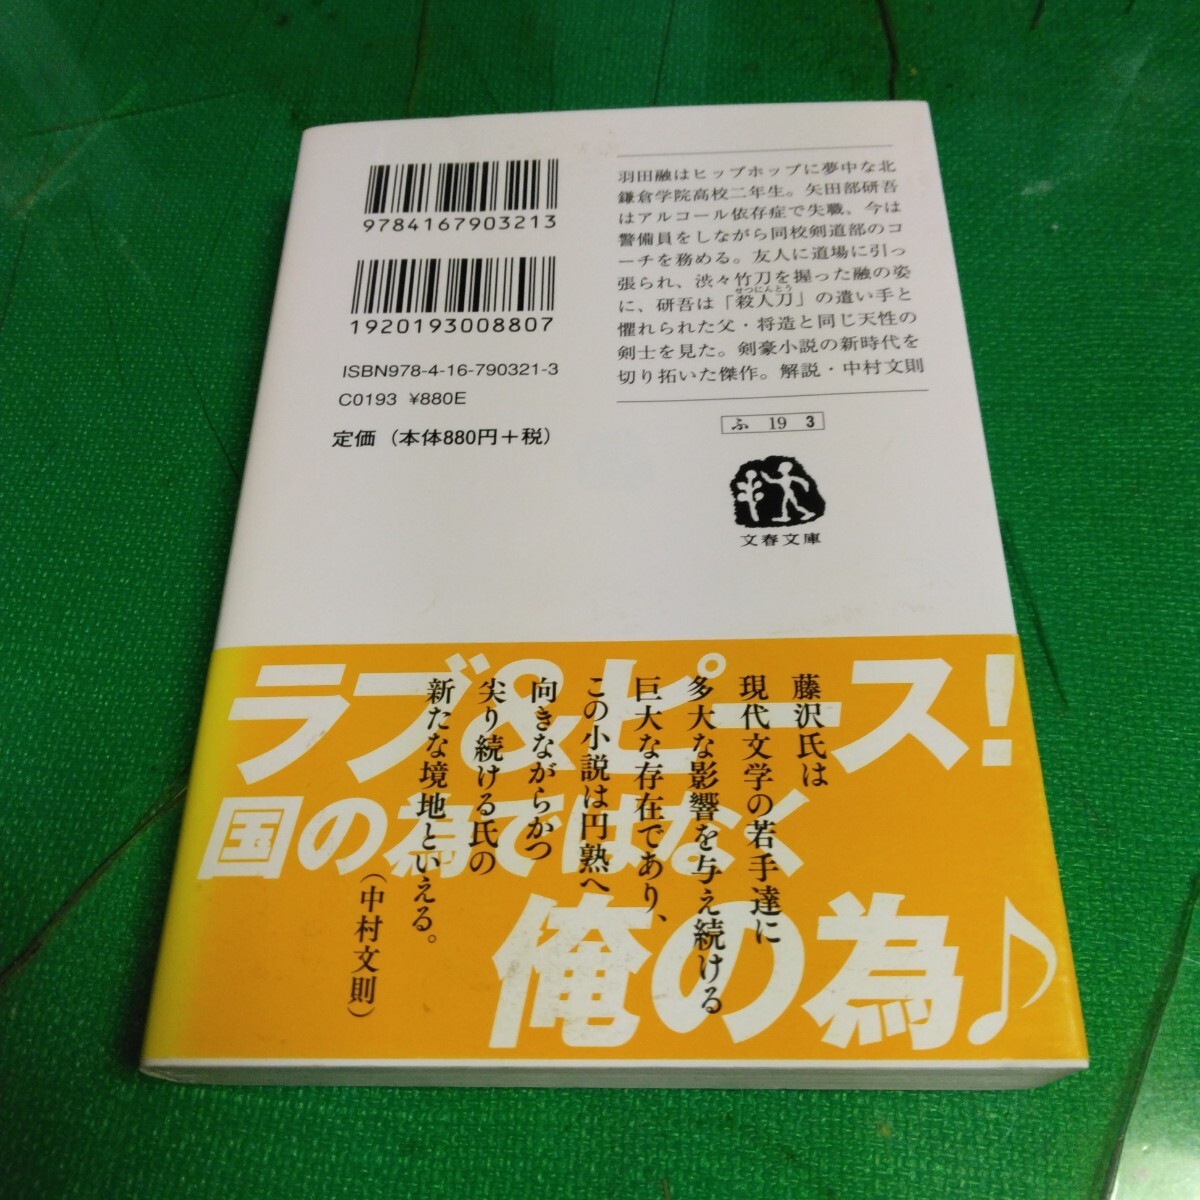 9784167903213
1920193008807
ISBN978-4-16-790321-3
C0193 ¥880E
定価（本体880円＋税）
羽田融はヒップホップに夢中な北
鎌倉学院高校二年生。矢田部研吾
はアルコール依存症で失職、今は
警備員をしながら同校剣道部のコ
ーチを務める。友人に道場に引っ
張られ、渋々竹刀を握った融の姿
せつにんとう
に、研吾は「殺人刀」の遣い手と
懼れられた父・将造と同じ天性の
剣士を見た。剣豪小説の新時代を
切り拓いた傑作。解説・中村文則
ふ 19 3
文春文庫
ラブ&ピース!
国の為ではなく
俺の為♪
藤沢氏は
現代文学の若手達に
多大な影響を与え続ける
巨大な存在であり、
この小説は円熟へ
向きながらかつ
尖り続ける氏の
新たな境地といえる。
（中村文則）